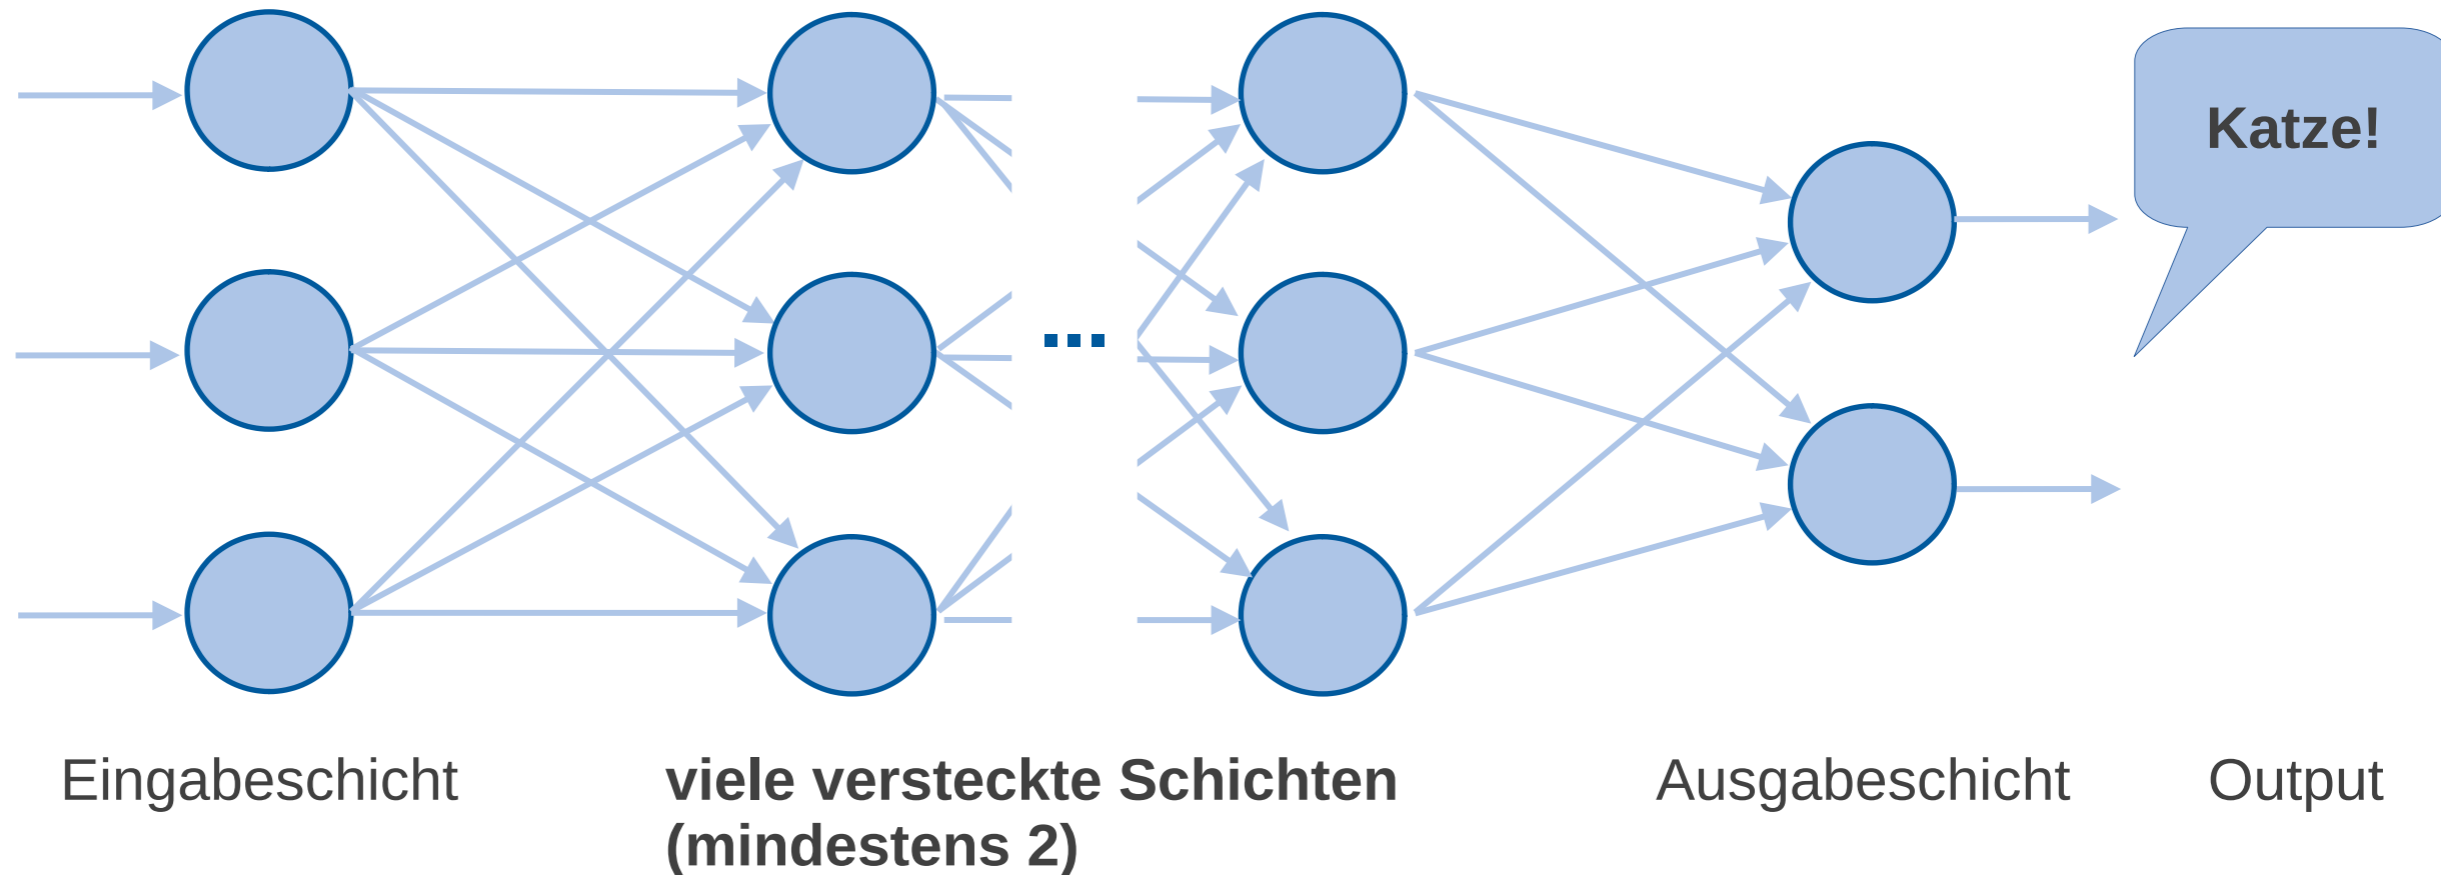 Katze!
...
Eingabeschicht
viele versteckte Schichten
(mindestens 2)
Ausgabeschicht
Output